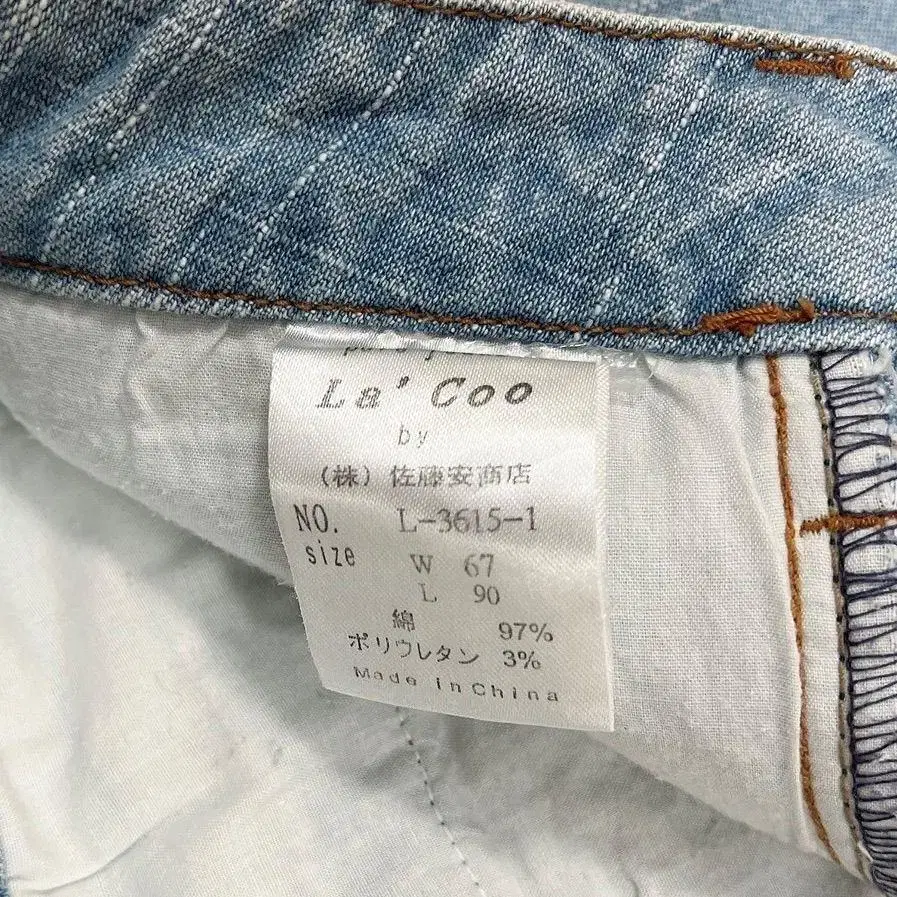 La' Coo
by
(株) 佐藤安商店
NO. L-3615-1
size W 67
L 90
綿 97%
ポリウレタン 3%
Made in China